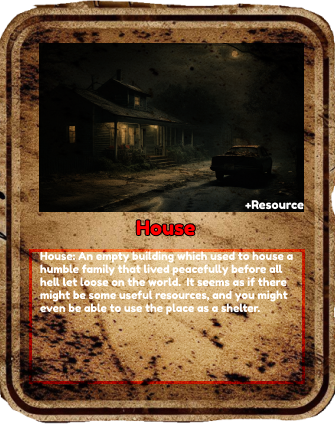 +Resource
House
House: An empty building which used to house a
humble family that lived peacefully before all
hell let loose on the world. It seems as if there
might be some useful resources, and you might
even be able to use the place as a shelter.